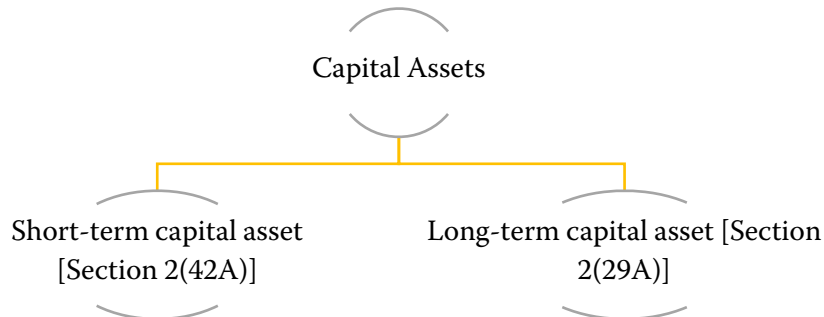 Capital Assets
Short-term capital asset
[Section 2(42A)]
Long-term capital asset [Section
2(29A)]